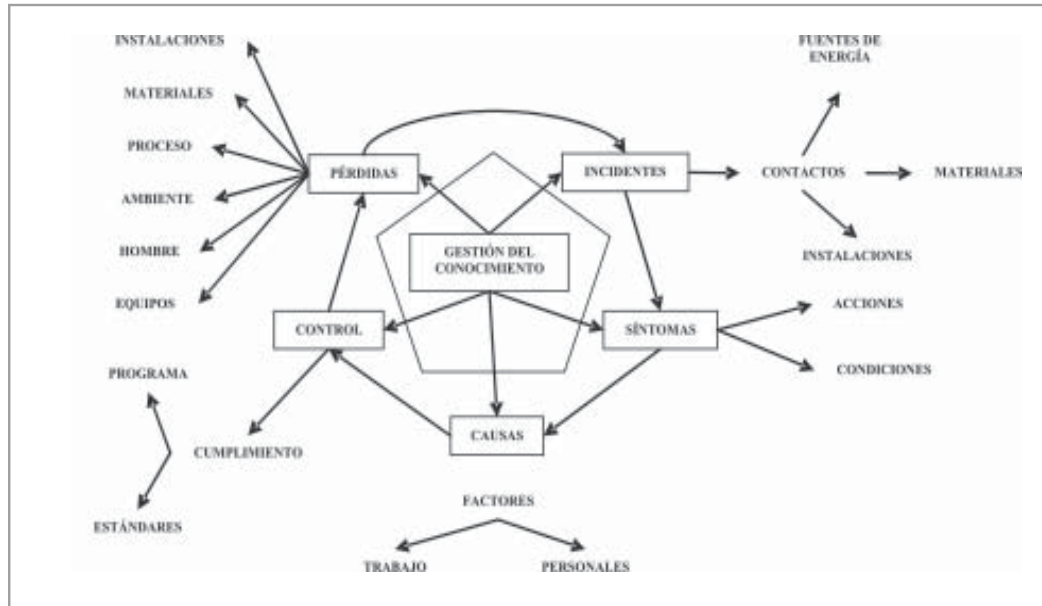 INSTALACIONES
MATERIALES
PROCESO
AMBIENTE
HOMBRE
EQUIPOS
PÉRDIDAS
INCIDENTES
FUENTES DE
ENERGÍA
CONTACTOS
MATERIALES
INSTALACIONES
GESTIÓN DEL
CONOCIMIENTO
CONTROL
SÍNTOMAS
ACCIONES
CONDICIONES
PROGRAMA
CUMPLIMIENTO
ESTÁNDARES
CAUSAS
FACTORES
TRABAJO
PERSONALES